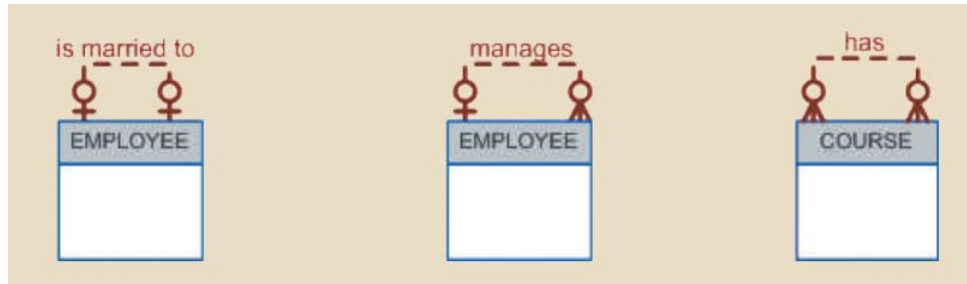 is married to
manages
has
EMPLOYEE
EMPLOYEE
COURSE